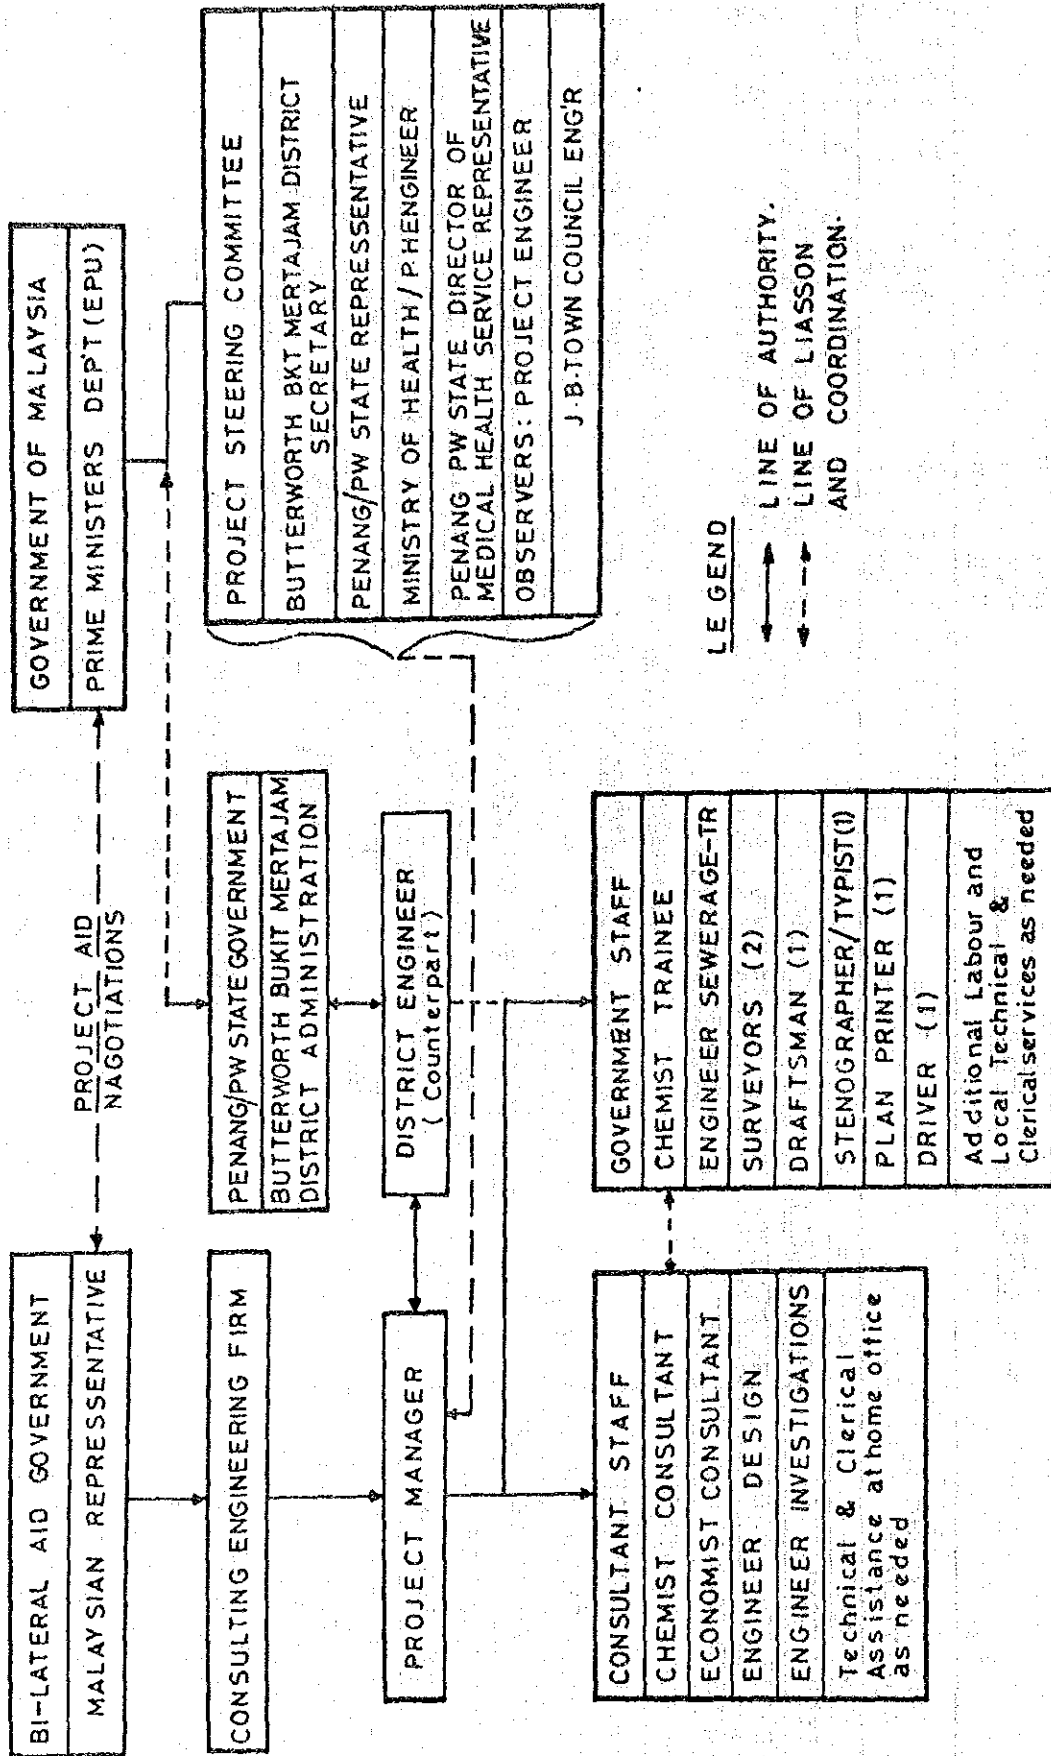 BI-LATERAL AID GOVERNMENT
MALAYSIAN REPRESSENTATIVE
PROJECT AID
NAGOTIATIONS
GOVERNMENT OF MALAYSIA
PRIME MINISTERS DEP'T (EPU)
CONSULTING ENGINEERING FIRM
PENANG/PW STATE GOVERNMENT
BUTTERWORTH BUKIT MERTAJAM
DISTRICT ADMINISTRATION
PROJECT STEERING COMMITTEE
BUTTERWORTH BKT MERTAJAM DISTRICT
SECRETARY
PENANG/PW STATE REPRESSENTATIVE
MINISTRY OF HEALTH / PHENGINEER
PENANG PW STATE DIRECTOR OF
MEDICAL HEALTH SERVICE REPRESENTATIVE
OBSERVERS: PROJECT ENGINEER
J.B. TOWN COUNCIL ENG'R
PROJECT MANAGER
DISTRICT ENGINEER
(Counterpart)
CONSULTANT STAFF
CHEMIST CONSULTANT
ECONOMIST CONSULTANT
ENGINEER DESIGN
ENGINEER INVESTIGATIONS
Technical & Clerical
Assistance at home office
as needed
GOVERNMENT STAFF
CHEMIST TRAINEE
ENGINEER SEWERAGE-TR
SURVEYORS (2)
DRAFTSMAN (1)
STENOGRAPHER/TYPIST(1)
PLAN PRINTER (1)
DRIVER (1)
Additional Labour and
Local Technical &
Clerical services as needed
LEGEND
LINE OF AUTHORITY.
LINE OF LIASSON
AND COORDINATION.